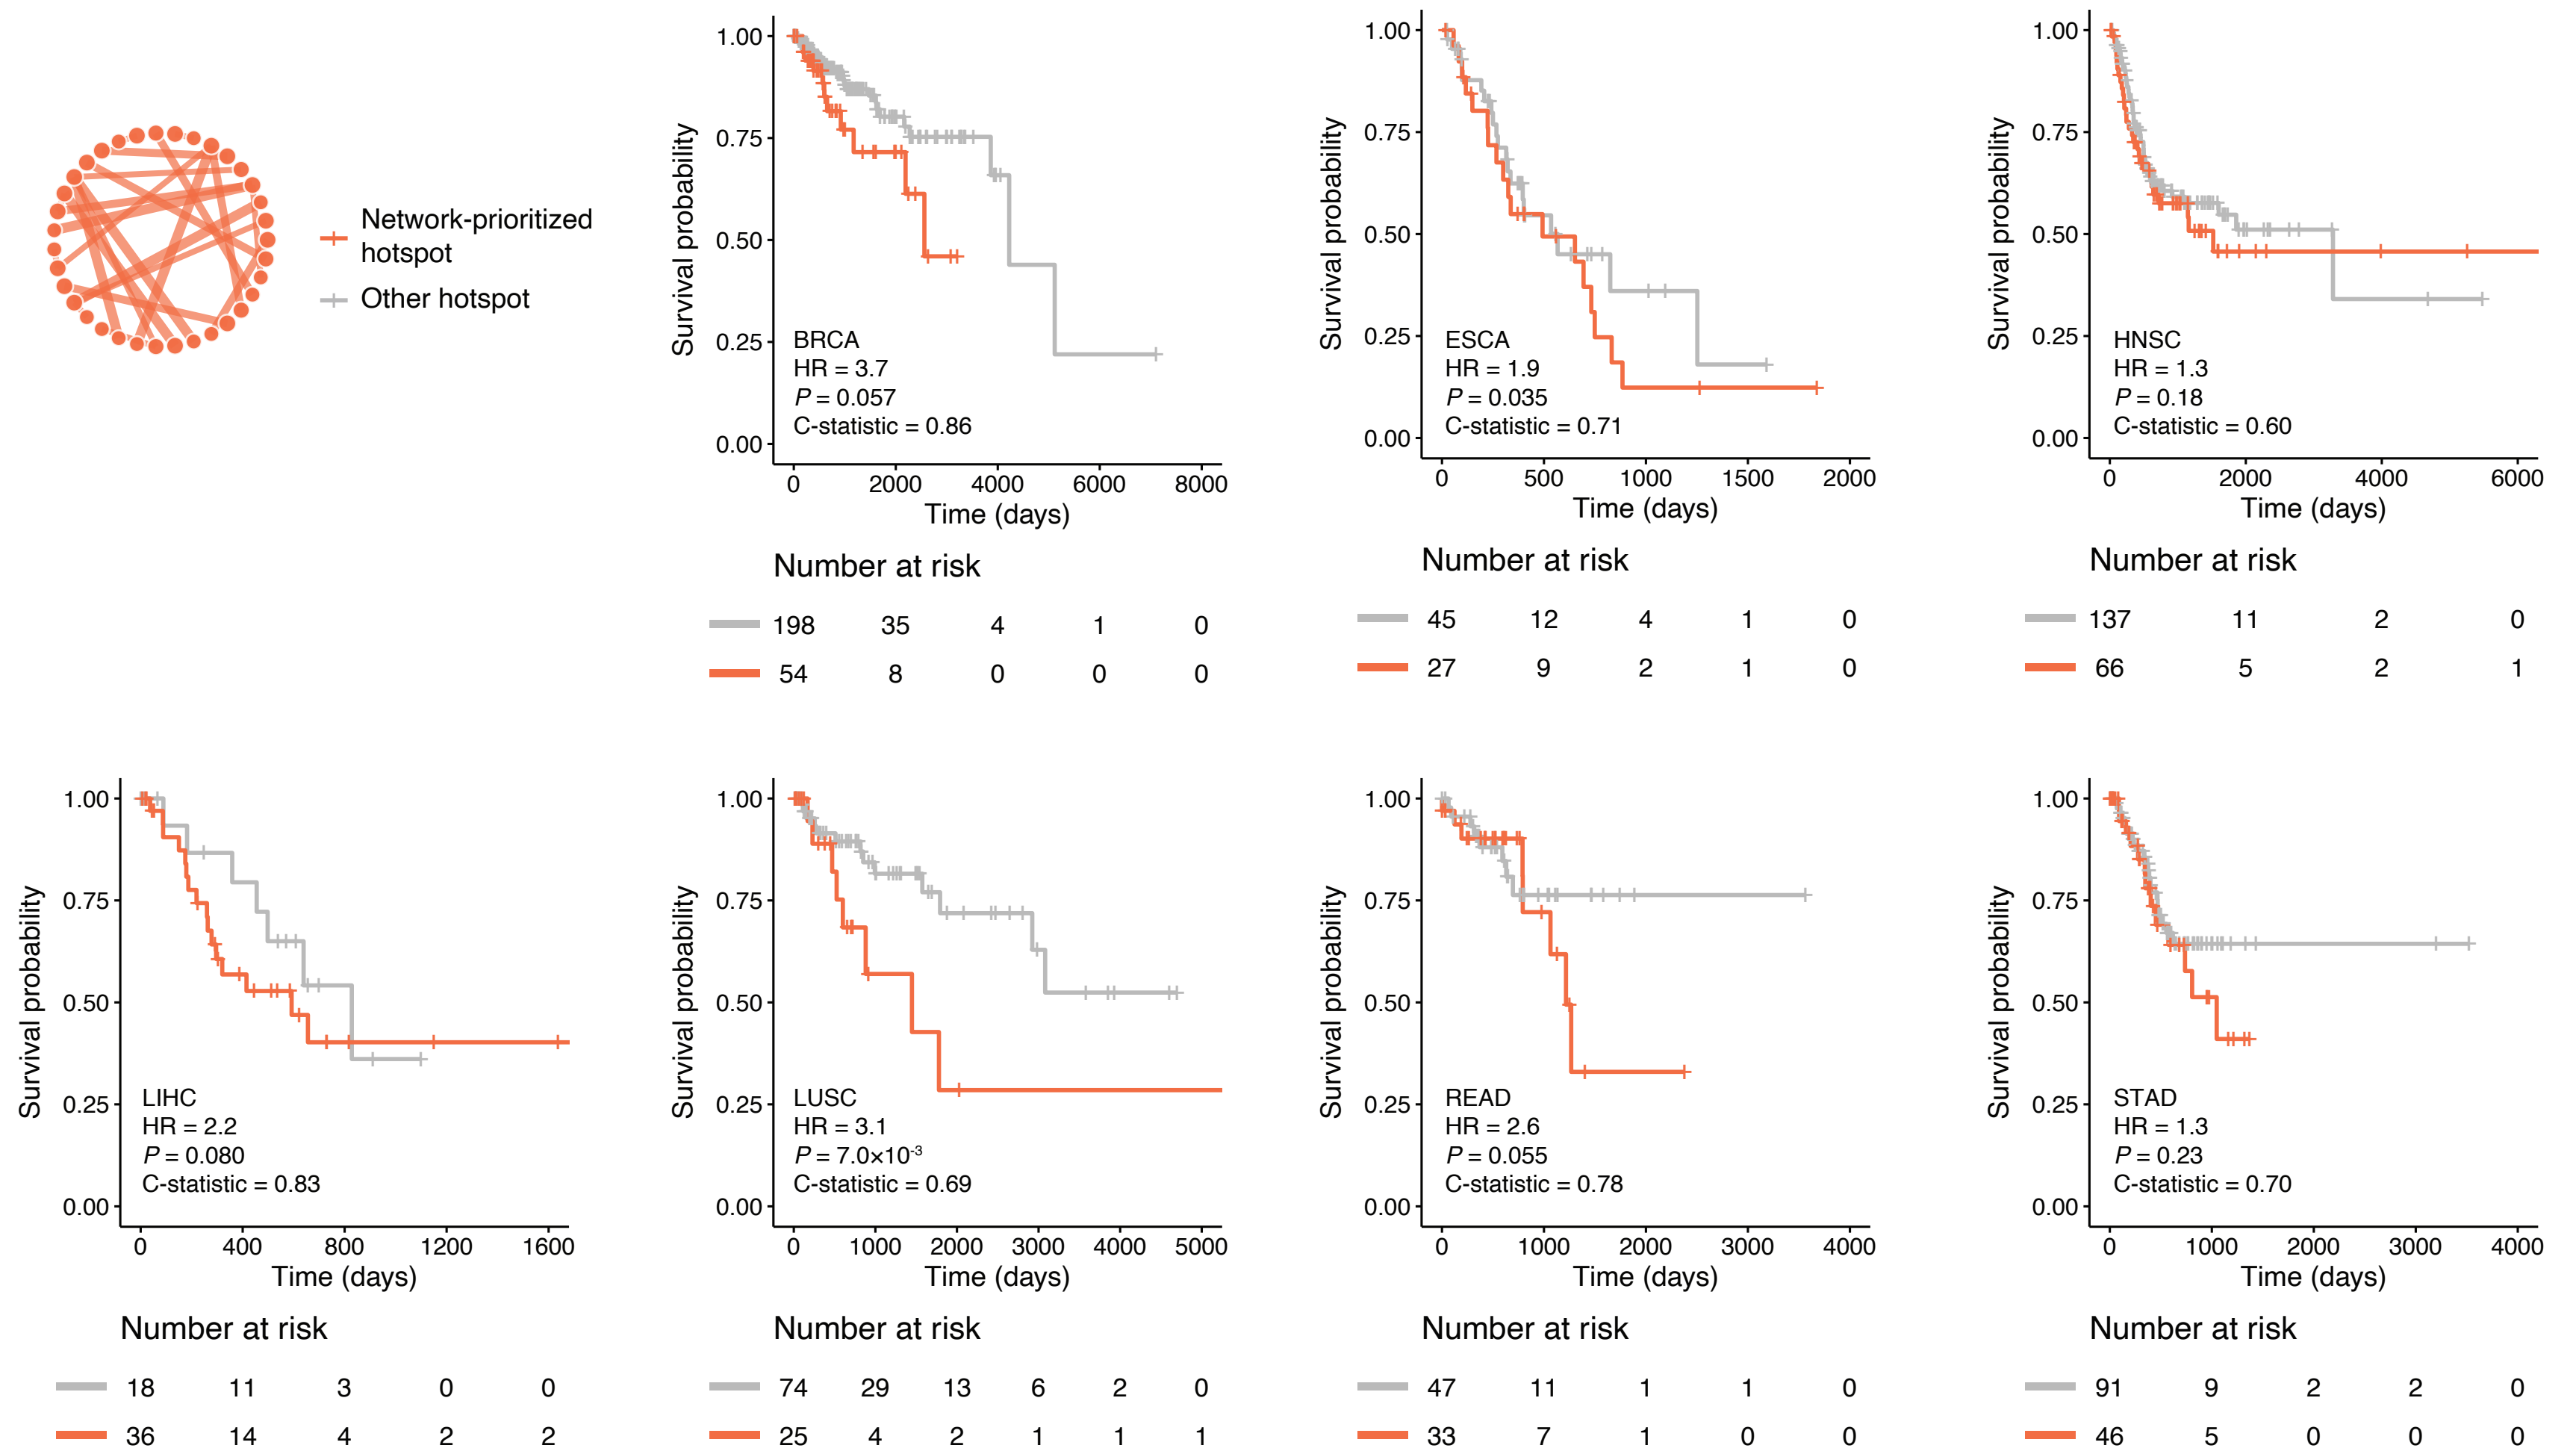 Network-prioritized
hotspot
Other hotspot
Survival probability
1.00
0.75
0.50
0.25
0.00
BRCA
HR = 3.7
P = 0.057
C-statistic = 0.86
0 2000 4000 6000 8000
Time (days)
Number at risk
198 35 4 1 0
54 8 0 0 0
Survival probability
1.00
0.75
0.50
0.25
0.00
ESCA
HR = 1.9
P = 0.035
C-statistic = 0.71
0 500 1000 1500 2000
Time (days)
Number at risk
45 12 4 1 0
27 9 2 1 0
Survival probability
1.00
0.75
0.50
0.25
0.00
HNSC
HR = 1.3
P = 0.18
C-statistic = 0.60
0 2000 4000 6000
Time (days)
Number at risk
137 11 2 0
66 5 2 1
Survival probability
1.00
0.75
0.50
0.25
0.00
LIHC
HR = 2.2
P = 0.080
C-statistic = 0.83
0 400 800 1200 1600
Time (days)
Number at risk
18 11 3 0 0
36 14 4 2 2
Survival probability
1.00
0.75
0.50
0.25
0.00
LUSC
HR = 3.1
P = 7.0×10⁻³
C-statistic = 0.69
0 1000 2000 3000 4000 5000
Time (days)
Number at risk
74 29 13 6 2 0
25 4 2 1 1 1
Survival probability
1.00
0.75
0.50
0.25
0.00
READ
HR = 2.6
P = 0.055
C-statistic = 0.78
0 1000 2000 3000 4000
Time (days)
Number at risk
47 11 1 1 0
33 7 1 0 0
Survival probability
1.00
0.75
0.50
0.25
0.00
STAD
HR = 1.3
P = 0.23
C-statistic = 0.70
0 1000 2000 3000 4000
Time (days)
Number at risk
91 9 2 2 0
46 5 0 0 0